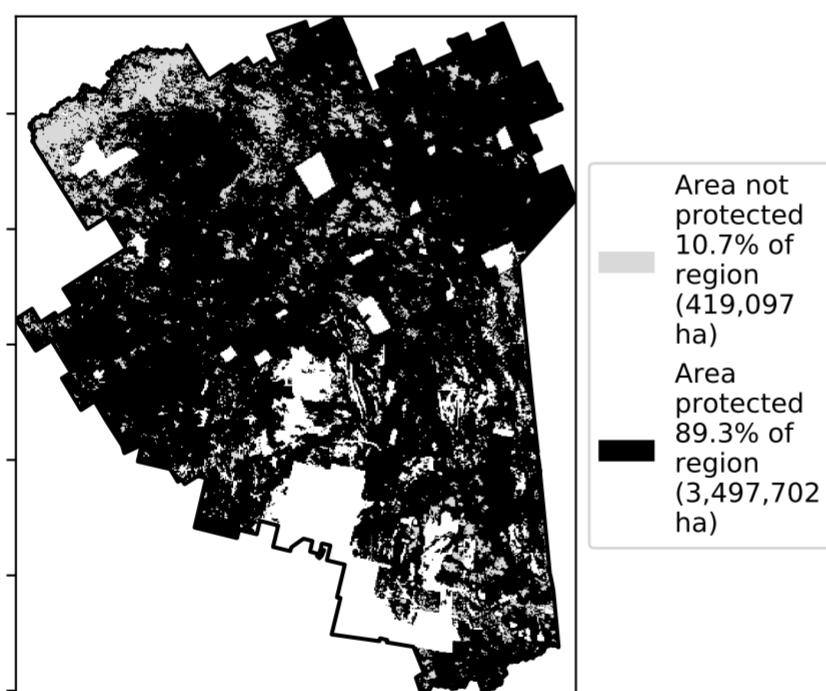 Area not
protected
10.7% of
region
(419,097
ha)
Area
protected
89.3% of
region
(3,497,702
ha)